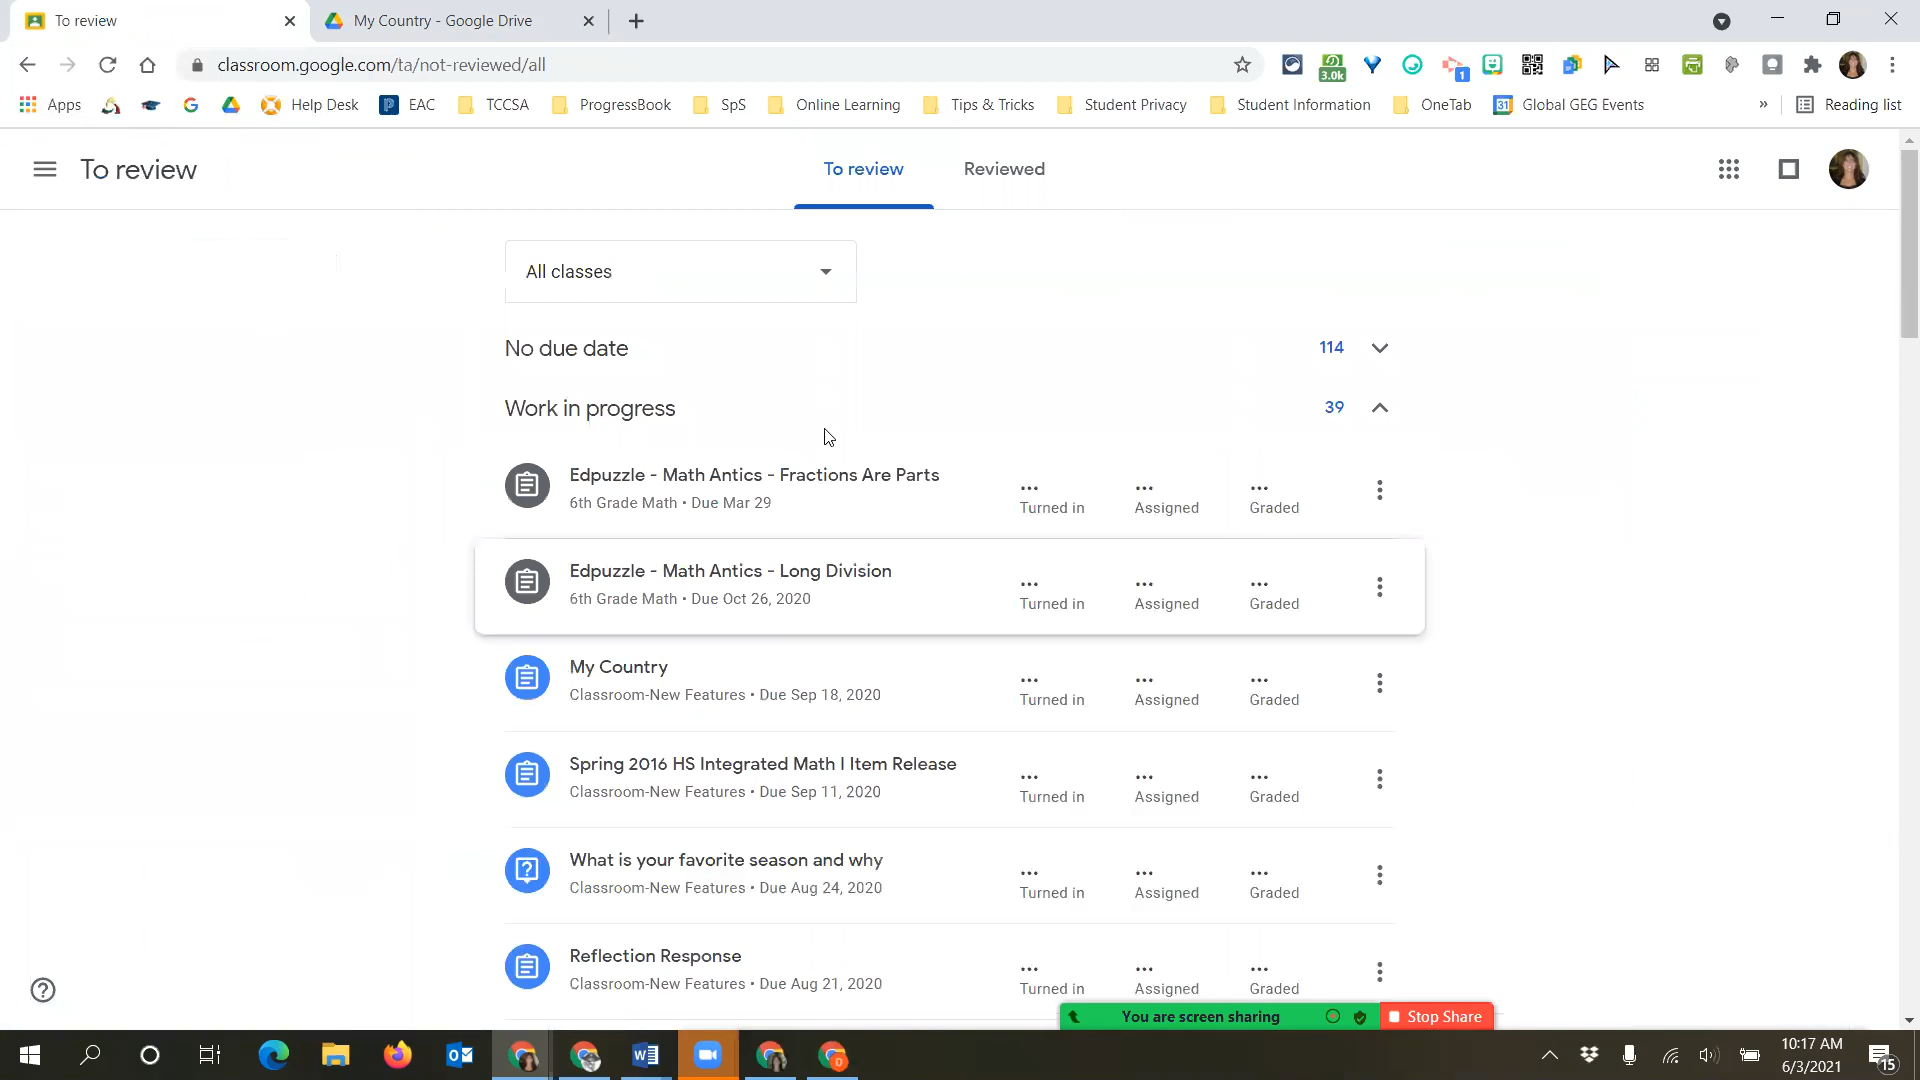 To review
My Country - Google Drive
classroom.google.com/ta/not-reviewed/all
3.0k
1
Apps
Help Desk
EAC
TCCSA
ProgressBook
SpS
Online Learning
Tips & Tricks
Student Privacy
Student Information
OneTab
31
Global GEG Events
»
Reading list
To review
To review
Reviewed
All classes
No due date
114
Work in progress
39
Edpuzzle - Math Antics - Fractions Are Parts
6th Grade Math • Due Mar 29
...
Turned in
...
Assigned
...
Graded
Edpuzzle - Math Antics - Long Division
6th Grade Math • Due Oct 26, 2020
...
Turned in
...
Assigned
...
Graded
My Country
Classroom-New Features • Due Sep 18, 2020
...
Turned in
...
Assigned
...
Graded
Spring 2016 HS Integrated Math I Item Release
Classroom-New Features • Due Sep 11, 2020
...
Turned in
...
Assigned
...
Graded
What is your favorite season and why
Classroom-New Features • Due Aug 24, 2020
...
Turned in
...
Assigned
...
Graded
Reflection Response
Classroom-New Features • Due Aug 21, 2020
...
Turned in
...
Assigned
...
Graded
You are screen sharing
Stop Share
10:17 AM
6/3/2021
15